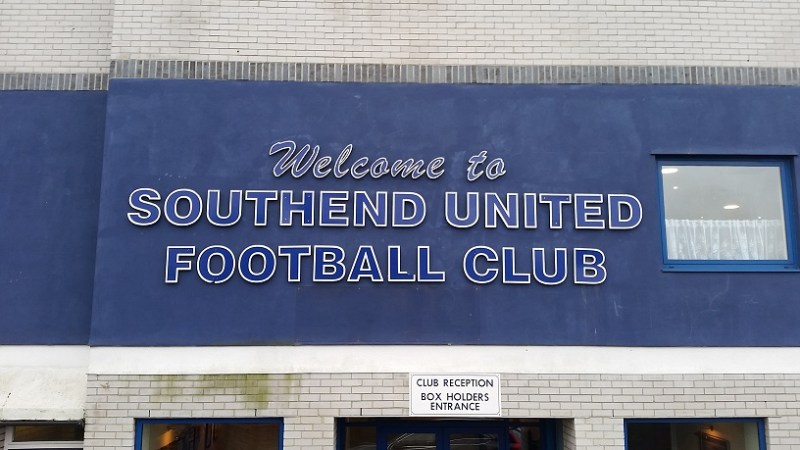 Welcome to
SOUTHEND UNITED
FOOTBALL CLUB
CLUB RECEPTION
BOX HOLDERS
ENTRANCE